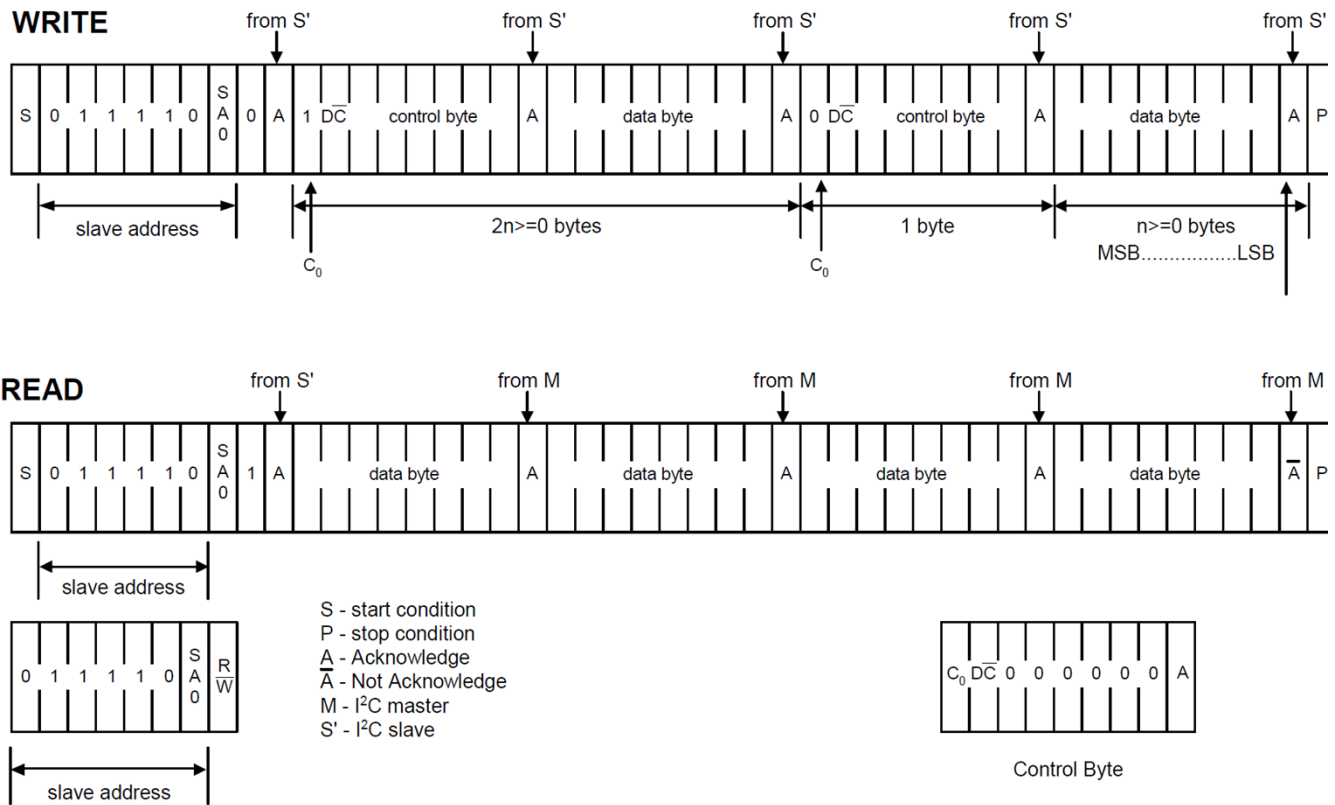 WRITE
from S' from S' from S' from S' from S'
S 0 1 1 1 1 0 SA0 0 A 1 DC̅ control byte A data byte A 0 DC̅ control byte A data byte A P
slave address 2n>=0 bytes 1 byte n>=0 bytes
MSB.................LSB
C₀ C₀
READ
from S' from M from M from M from M
S 0 1 1 1 1 0 SA0 1 A data byte A data byte A data byte A data byte A̅ P
slave address
0 1 1 1 1 0 SA0 R/W̅
slave address
S - start condition
P - stop condition
A - Acknowledge
A̅ - Not Acknowledge
M - I²C master
S' - I²C slave
C₀ DC̅ 0 0 0 0 0 0 A
Control Byte